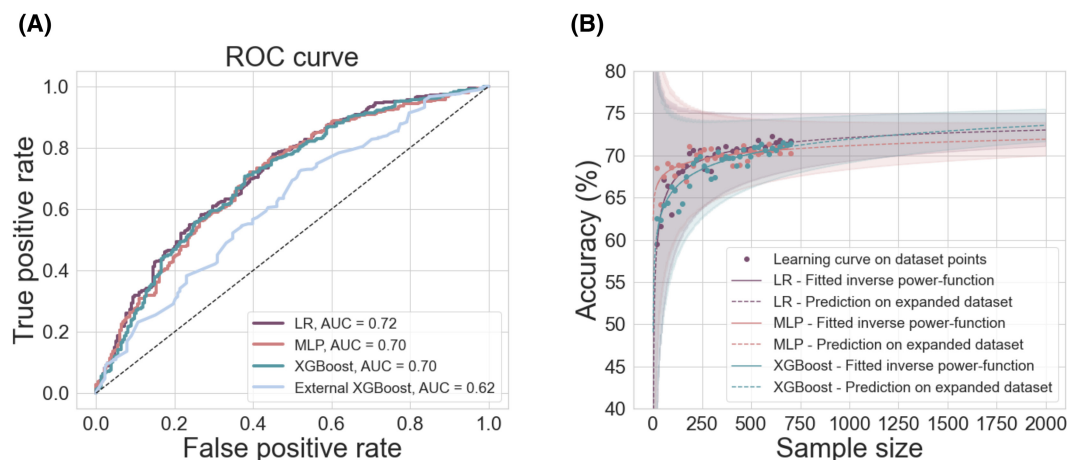 (A)
ROC curve
True positive rate
1.0
0.8
0.6
0.4
0.2
0.0
LR, AUC = 0.72
MLP, AUC = 0.70
XGBoost, AUC = 0.70
External XGBoost, AUC = 0.62
0.0 0.2 0.4 0.6 0.8 1.0
False positive rate
(B)
Accuracy (%)
80
75
70
65
60
55
50
45
40
Learning curve on dataset points
LR - Fitted inverse power-function
LR - Prediction on expanded dataset
MLP - Fitted inverse power-function
MLP - Prediction on expanded dataset
XGBoost - Fitted inverse power-function
XGBoost - Prediction on expanded dataset
0 250 500 750 1000 1250 1500 1750 2000
Sample size